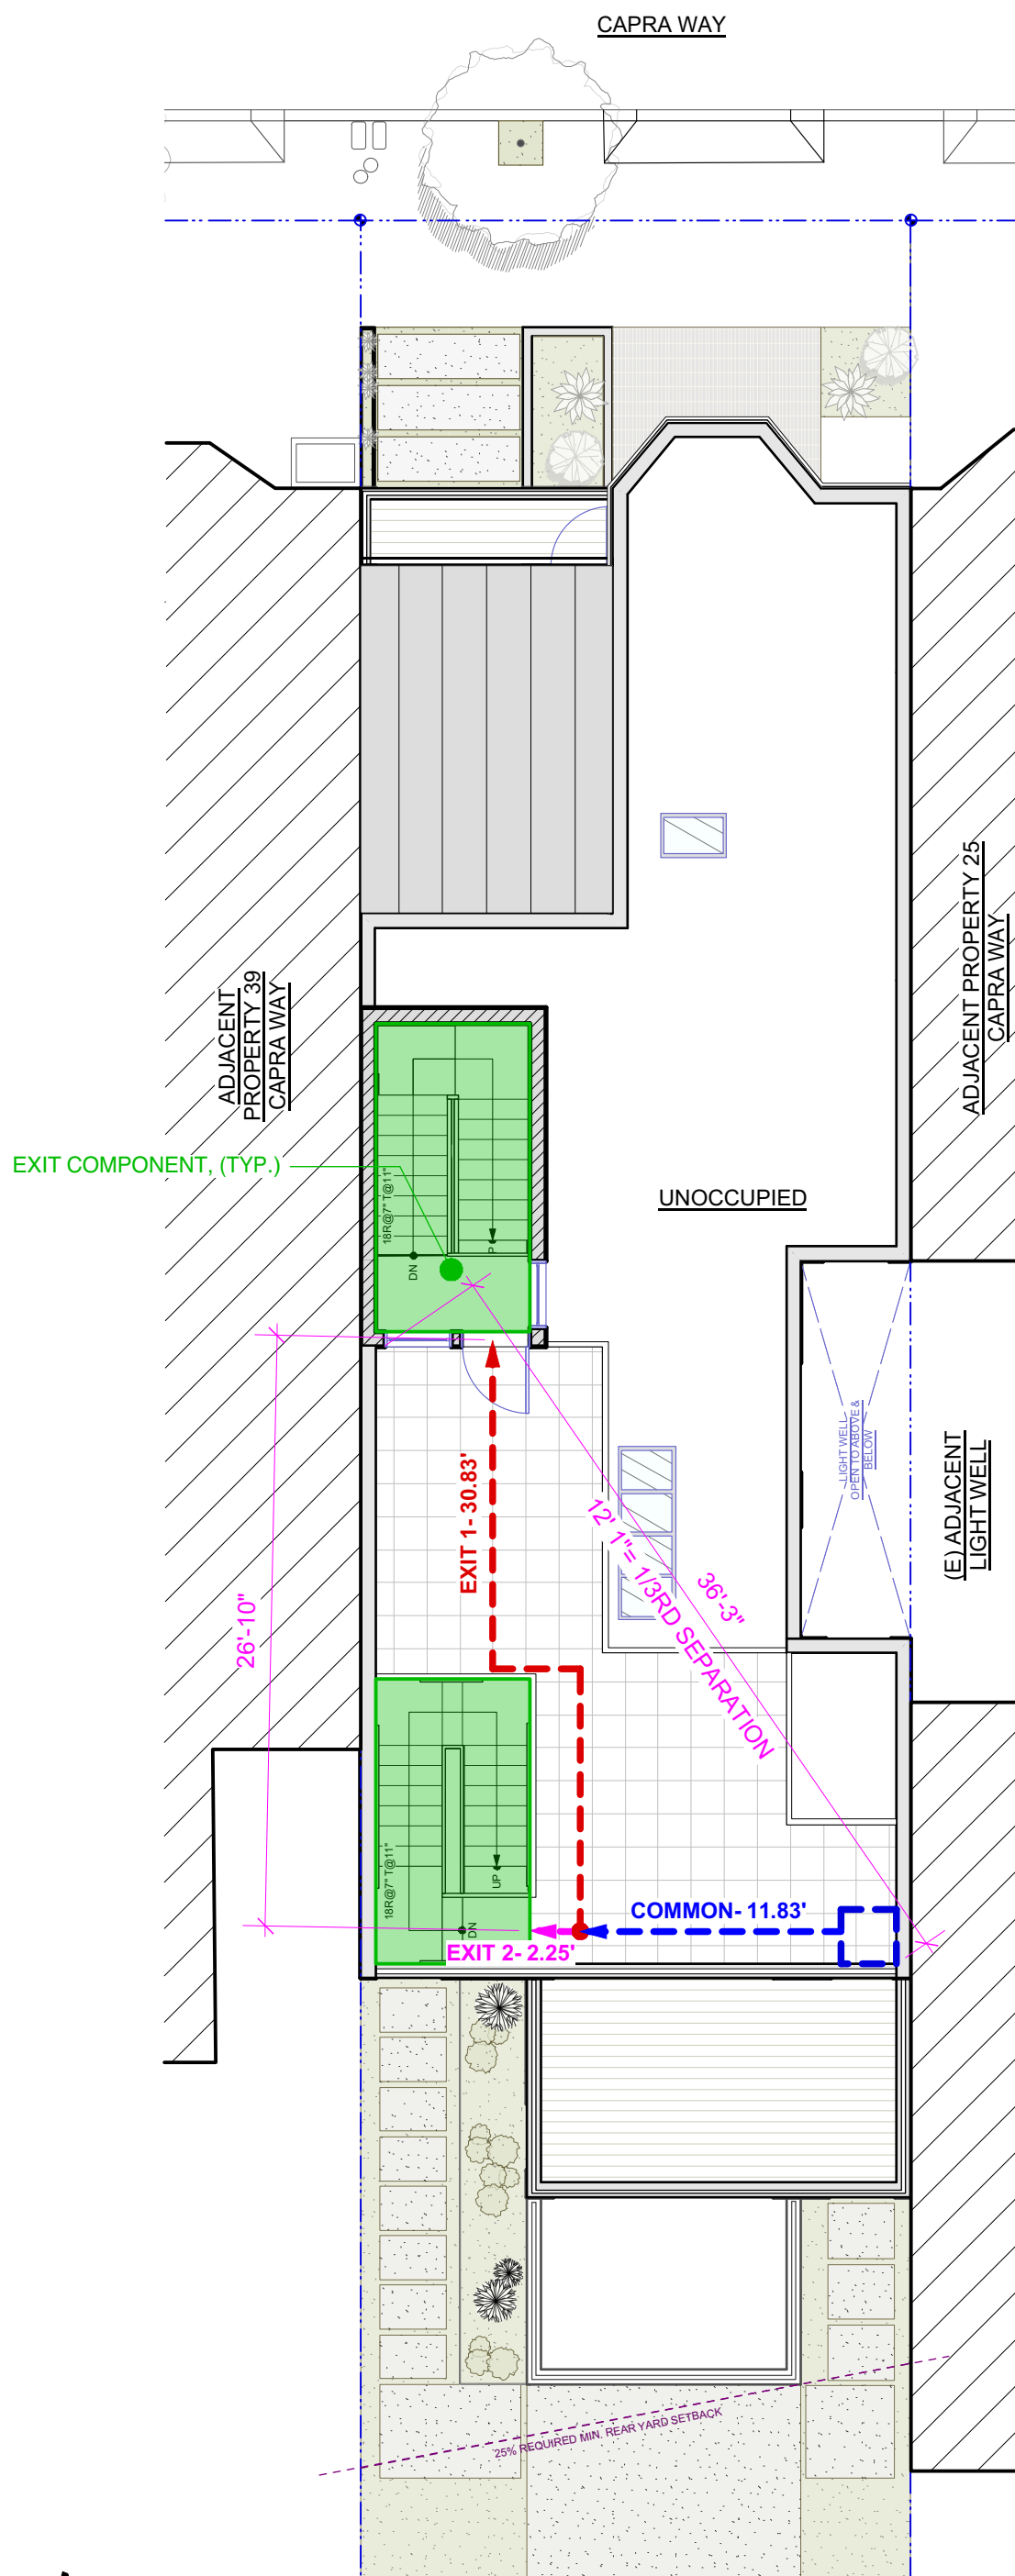 CAPRA WAY
ADJACENT
PROPERTY 39
CAPRA WAY
ADJACENT PROPERTY 25
CAPRA WAY
EXIT COMPONENT, (TYP.)
18R@7" T@11"
DN
UNOCCUPIED
LIGHT WELL
OPEN TO ABOVE &
BELOW
(E) ADJACENT
LIGHT WELL
EXIT 1- 30.83'
26'-10"
36'-3"
12' 1"= 1/3RD SEPARATION
18R@7" T@11"
UP
DN
COMMON- 11.83'
EXIT 2- 2.25'
25% REQUIRED MIN. REAR YARD SETBACK